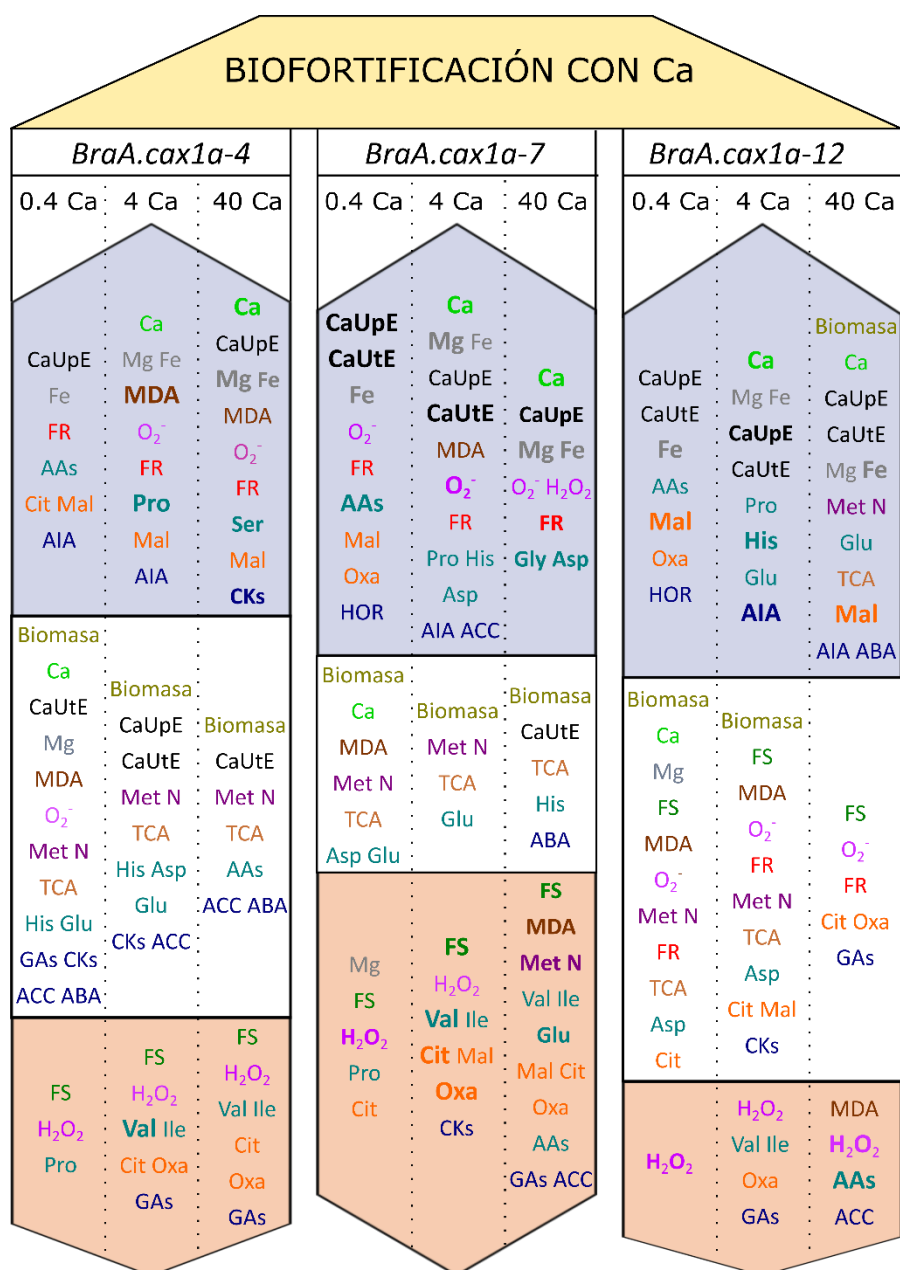 BIOFORTIFICACIÓN CON Ca
BraA.cax1a-4
0.4 Ca
4 Ca
40 Ca
CaUpE
Fe
FR
AAs
Cit Mal
AIA
Ca
Mg Fe
MDA
O₂⁻
FR
Pro
Mal
AIA
Ca
CaUpE
Mg Fe
MDA
O₂⁻
FR
Ser
Mal
CKs
Biomasa
Ca
CaUtE
Mg
MDA
O₂⁻
Met N
TCA
His Glu
GAs CKs
ACC ABA
Biomasa
CaUpE
CaUtE
Met N
TCA
His Asp
Glu
CKs ACC
Biomasa
CaUtE
Met N
TCA
AAs
ACC ABA
FS
H₂O₂
Pro
FS
H₂O₂
Val Ile
Cit Oxa
GAs
FS
H₂O₂
Val Ile
Cit
Oxa
GAs
BraA.cax1a-7
0.4 Ca
4 Ca
40 Ca
CaUpE
CaUtE
Fe
O₂⁻
FR
AAs
Mal
Oxa
HOR
Ca
Mg Fe
CaUpE
CaUtE
MDA
O₂⁻
FR
Pro His
Asp
AIA ACC
Ca
CaUpE
Mg Fe
O₂⁻ H₂O₂
FR
Gly Asp
Biomasa
Ca
MDA
Met N
TCA
Asp Glu
Biomasa
Met N
TCA
Glu
Biomasa
CaUtE
TCA
His
ABA
Mg
FS
H₂O₂
Pro
Cit
FS
H₂O₂
Val Ile
Cit Mal
Oxa
CKs
FS
MDA
Met N
Val Ile
Glu
Mal Cit
Oxa
AAs
GAs ACC
BraA.cax1a-12
0.4 Ca
4 Ca
40 Ca
CaUpE
CaUtE
Fe
AAs
Mal
Oxa
HOR
Ca
Mg Fe
CaUpE
CaUtE
Pro
His
Glu
AIA
Biomasa
Ca
CaUpE
CaUtE
Mg Fe
Met N
Glu
TCA
Mal
AIA ABA
Biomasa
Ca
Mg
FS
MDA
O₂⁻
Met N
FR
TCA
Asp
Cit
Biomasa
FS
MDA
O₂⁻
FR
Met N
TCA
Asp
Cit Mal
CKs
FS
O₂⁻
FR
Cit Oxa
GAs
H₂O₂
H₂O₂
Val Ile
Oxa
GAs
MDA
H₂O₂
AAs
ACC